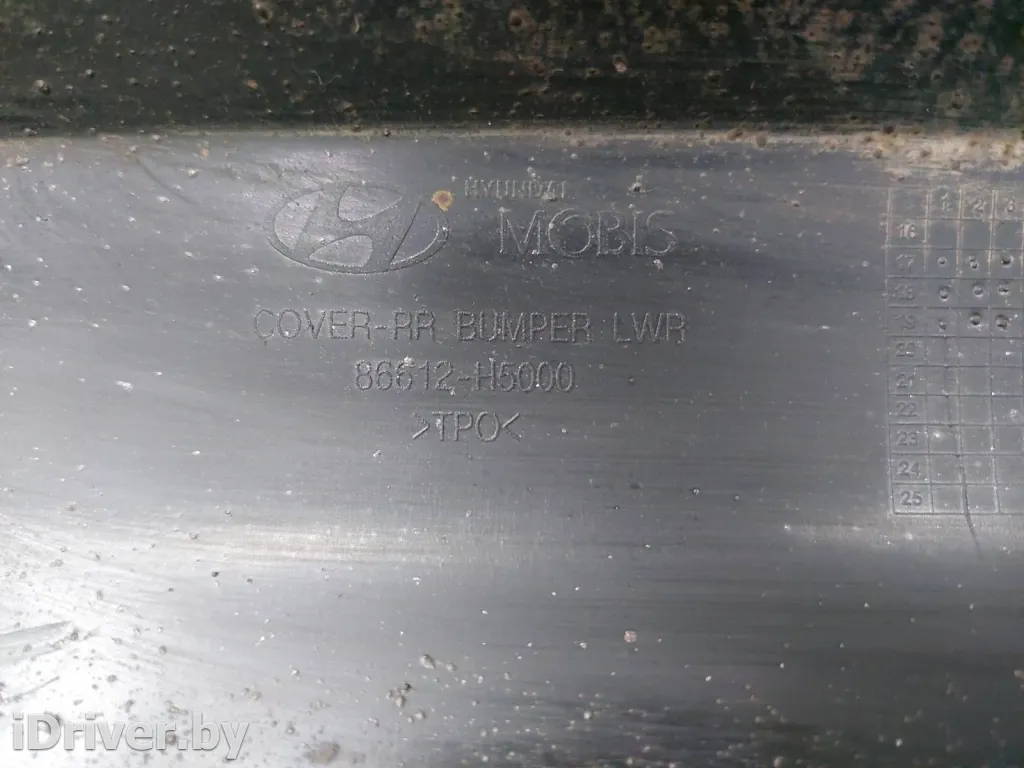 HYUNDAI
MOBIS
COVER-RR BUMPER LWR
86612-H5000
>TPO<
1 2 3
16
17
18
19
20
21
22
23
24
25
iDriver.by